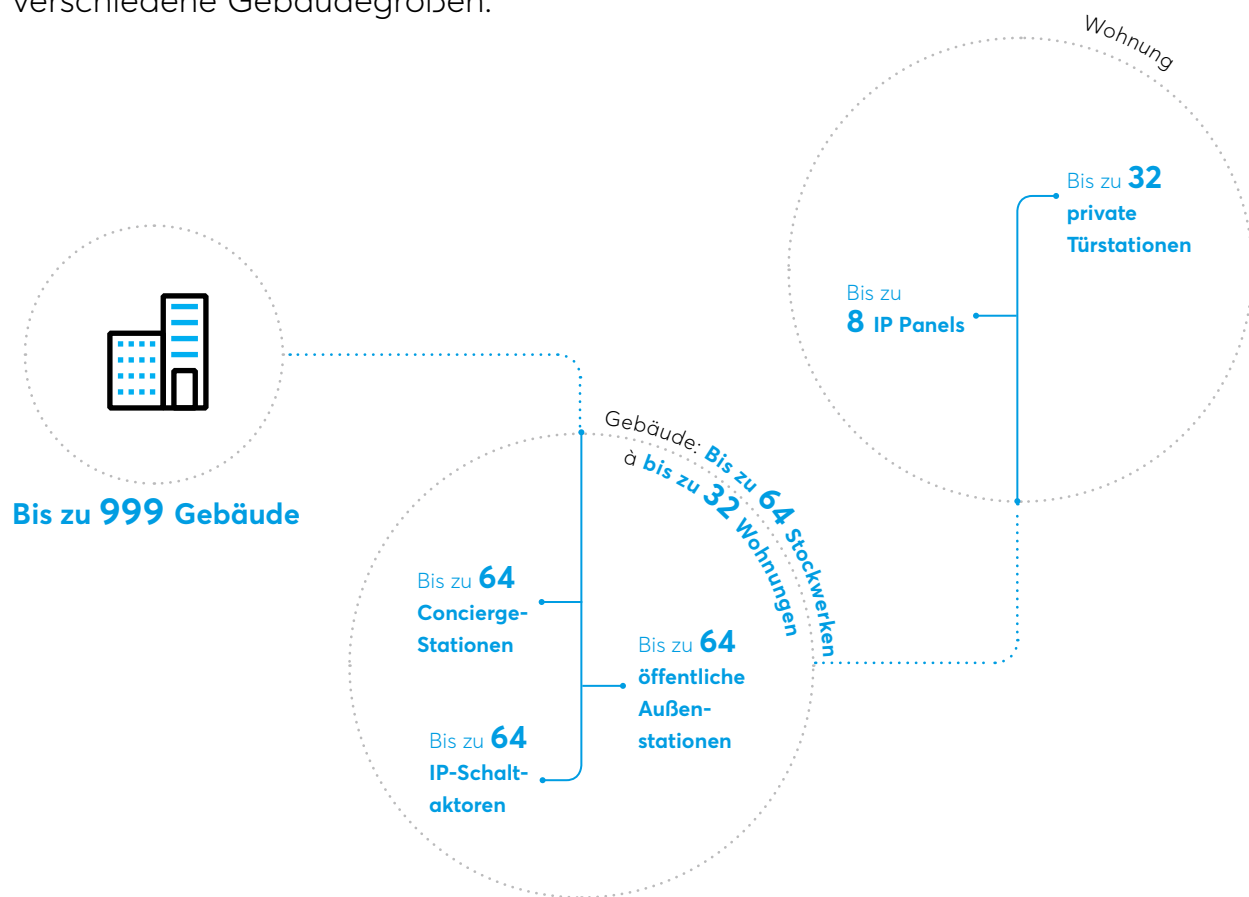 verschiedene Gebäudegrößen.
Wohnung
Bis zu 32
private
Türstationen
Bis zu
8 IP Panels
Bis zu 999 Gebäude
Gebäude: Bis zu 64 Stockwerken
à bis zu 32 Wohnungen
Bis zu 64
Concierge-
Stationen
Bis zu 64
öffentliche
Außen-
stationen
Bis zu 64
IP-Schalt-
aktoren